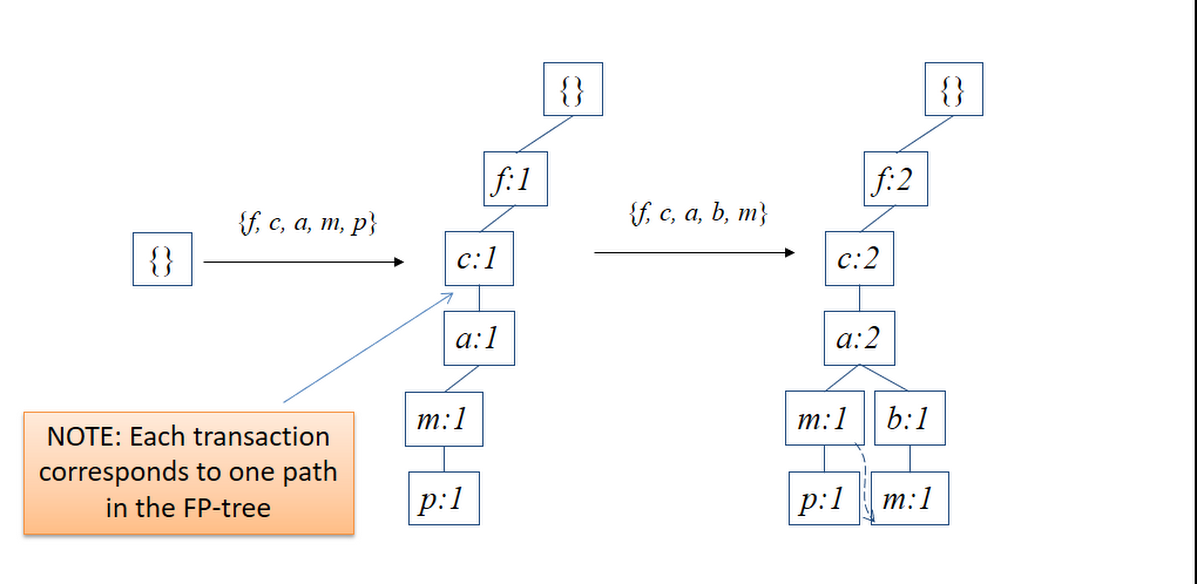 {}
{f, c, a, m, p}
{}
f:1
c:1
a:1
m:1
p:1
{f, c, a, b, m}
{}
f:2
c:2
a:2
m:1
b:1
p:1
m:1
NOTE: Each transaction
corresponds to one path
in the FP-tree